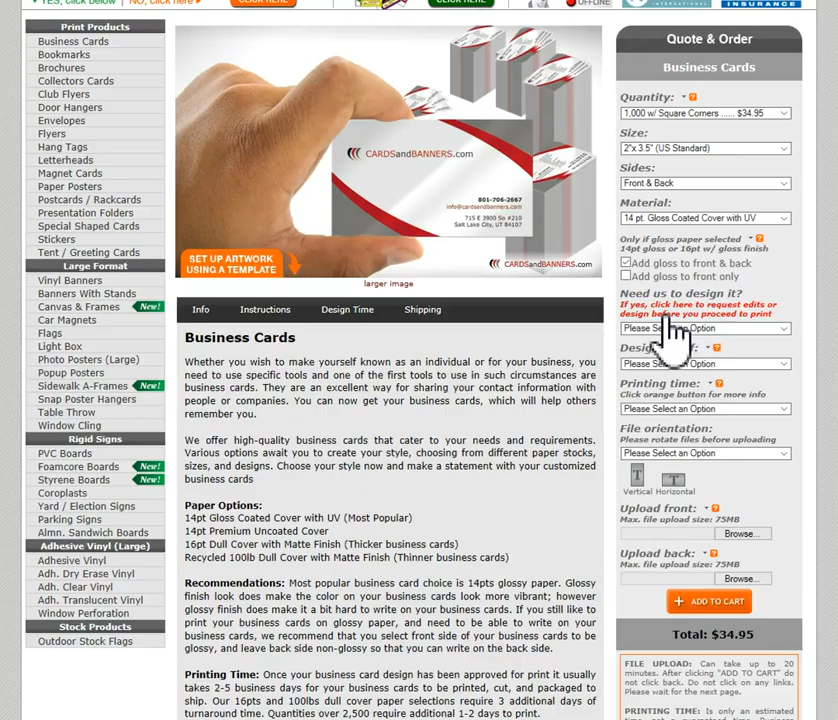 YES, click below
NO, click here
CLICK HERE
CLICK HERE
OFFLINE
INTERNATIONAL
INSURANCE
Print Products
Business Cards
Bookmarks
Brochures
Collectors Cards
Club Flyers
Door Hangers
Envelopes
Flyers
Hang Tags
Letterheads
Magnet Cards
Paper Posters
Postcards / Rackcards
Presentation Folders
Special Shaped Cards
Stickers
Tent / Greeting Cards
Large Format
Vinyl Banners
Banners With Stands
Canvas & Frames New!
Car Magnets
Flags
Light Box
Photo Posters (Large)
Popup Posters
Sidewalk A-Frames New!
Snap Poster Hangers
Table Throw
Window Cling
Rigid Signs
PVC Boards
Foamcore Boards New!
Styrene Boards New!
Coroplasts
Yard / Election Signs
Parking Signs
Almn. Sandwich Boards
Adhesive Vinyl (Large)
Adhesive Vinyl
Adh. Dry Erase Vinyl
Adh. Clear Vinyl
Adh. Translucent Vinyl
Window Perforation
Stock Products
Outdoor Stock Flags
CARDSandBANNERS.com
801-706-2667
info@cardsandbanners.com
715 E 3900 So #210
Salt Lake City, UT 84107
SET UP ARTWORK
USING A TEMPLATE
CARDSandBANNERS.com
larger image
Info Instructions Design Time Shipping
Business Cards
Whether you wish to make yourself known as an individual or for your business, you
need to use specific tools and one of the first tools to use in such circumstances are
business cards. They are an excellent way for sharing your contact information with
people or companies. You can now get your business cards, which will help others
remember you.
We offer high-quality business cards that cater to your needs and requirements.
Various options await you to create your style, choosing from different paper stocks,
sizes, and designs. Choose your style now and make a statement with your customized
business cards
Paper Options:
14pt Gloss Coated Cover with UV (Most Popular)
14pt Premium Uncoated Cover
16pt Dull Cover with Matte Finish (Thicker business cards)
Recycled 100lb Dull Cover with Matte Finish (Thinner business cards)
Recommendations: Most popular business card choice is 14pts glossy paper. Glossy
finish look does make the color on your business cards look more vibrant; however
glossy finish does make it a bit hard to write on your business cards. If you still like to
print your business cards on glossy paper, and need to be able to write on your
business cards, we recommend that you select front side of your business cards to be
glossy, and leave back side non-glossy so that you can write on the back side.
Printing Time: Once your business card design has been approved for print it usually
takes 2-5 business days for your business cards to be printed, cut, and packaged to
ship. Our 16pts and 100lbs dull cover paper selections require 3 additional days of
turnaround time. Quantities over 2,500 require additional 1-2 days to print.
Quote & Order
Business Cards
Quantity: ?
1,000 w/ Square Corners ...... $34.95
Size:
2"x 3.5" (US Standard)
Sides:
Front & Back
Material:
14 pt. Gloss Coated Cover with UV
Only if gloss paper selected ?
14pt gloss or 16pt w/ gloss finish
Add gloss to front & back
Add gloss to front only
Need us to design it?
If yes, click here to request edits or
design before you proceed to print
Please Option
?
Please Select an Option
Printing time: ?
Click orange button for more info
Please Select an Option
File orientation:
Please rotate files before uploading
Please Select an Option
T T
Vertical Horizontal
Upload front: ?
Max. file upload size: 75MB
Browse...
Upload back: ?
Max. file upload size: 75MB
Browse...
+ ADD TO CART
Total: $34.95
FILE UPLOAD: Can take up to 20
minutes. After clicking "ADD TO CART" do
not click back. Do not click on any links.
Please wait for the next page.
PRINTING TIME: Is only an estimated